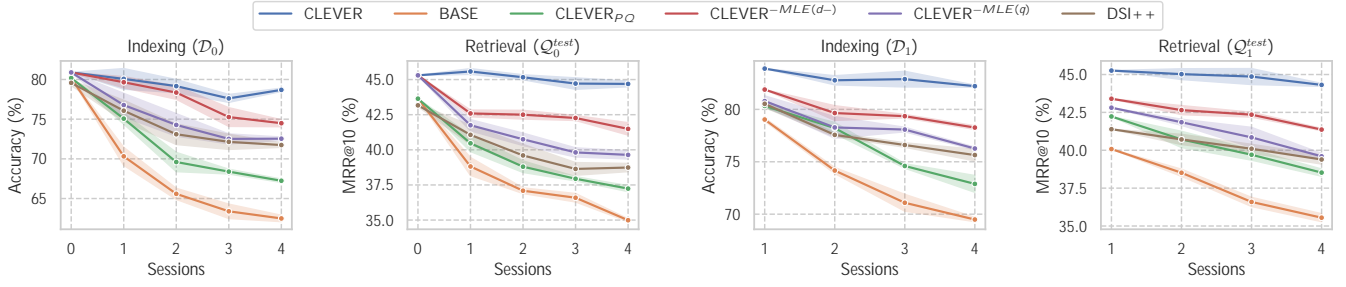 CLEVER BASE CLEVER_{PQ} CLEVER^{-MLE(d-)} CLEVER^{-MLE(q)} DSI++
Indexing (𝒟_0)
Accuracy (%)
80
75
70
65
0 1 2 3 4
Sessions
Retrieval (𝒬_0^{test})
MRR@10 (%)
45.0
42.5
40.0
37.5
35.0
0 1 2 3 4
Sessions
Indexing (𝒟_1)
Accuracy (%)
80
75
70
1 2 3 4
Sessions
Retrieval (𝒬_1^{test})
MRR@10 (%)
45.0
42.5
40.0
37.5
35.0
1 2 3 4
Sessions